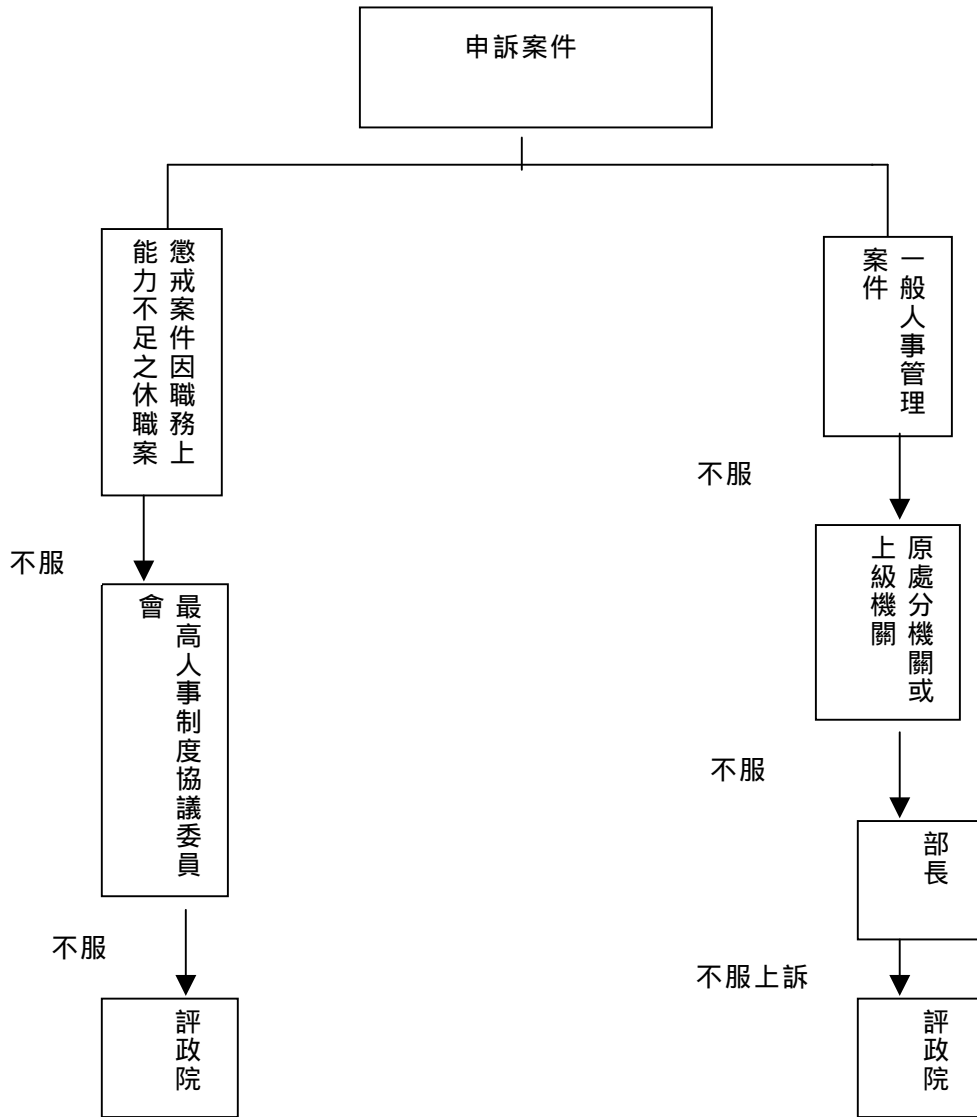 申訴案件
懲戒案件因職務上
能力不足之休職案
不服
最高人事制度協議委員
會
不服
評政院
一般人事管理
案件
不服
原處分機關或
上級機關
不服
部長
不服上訴
評政院